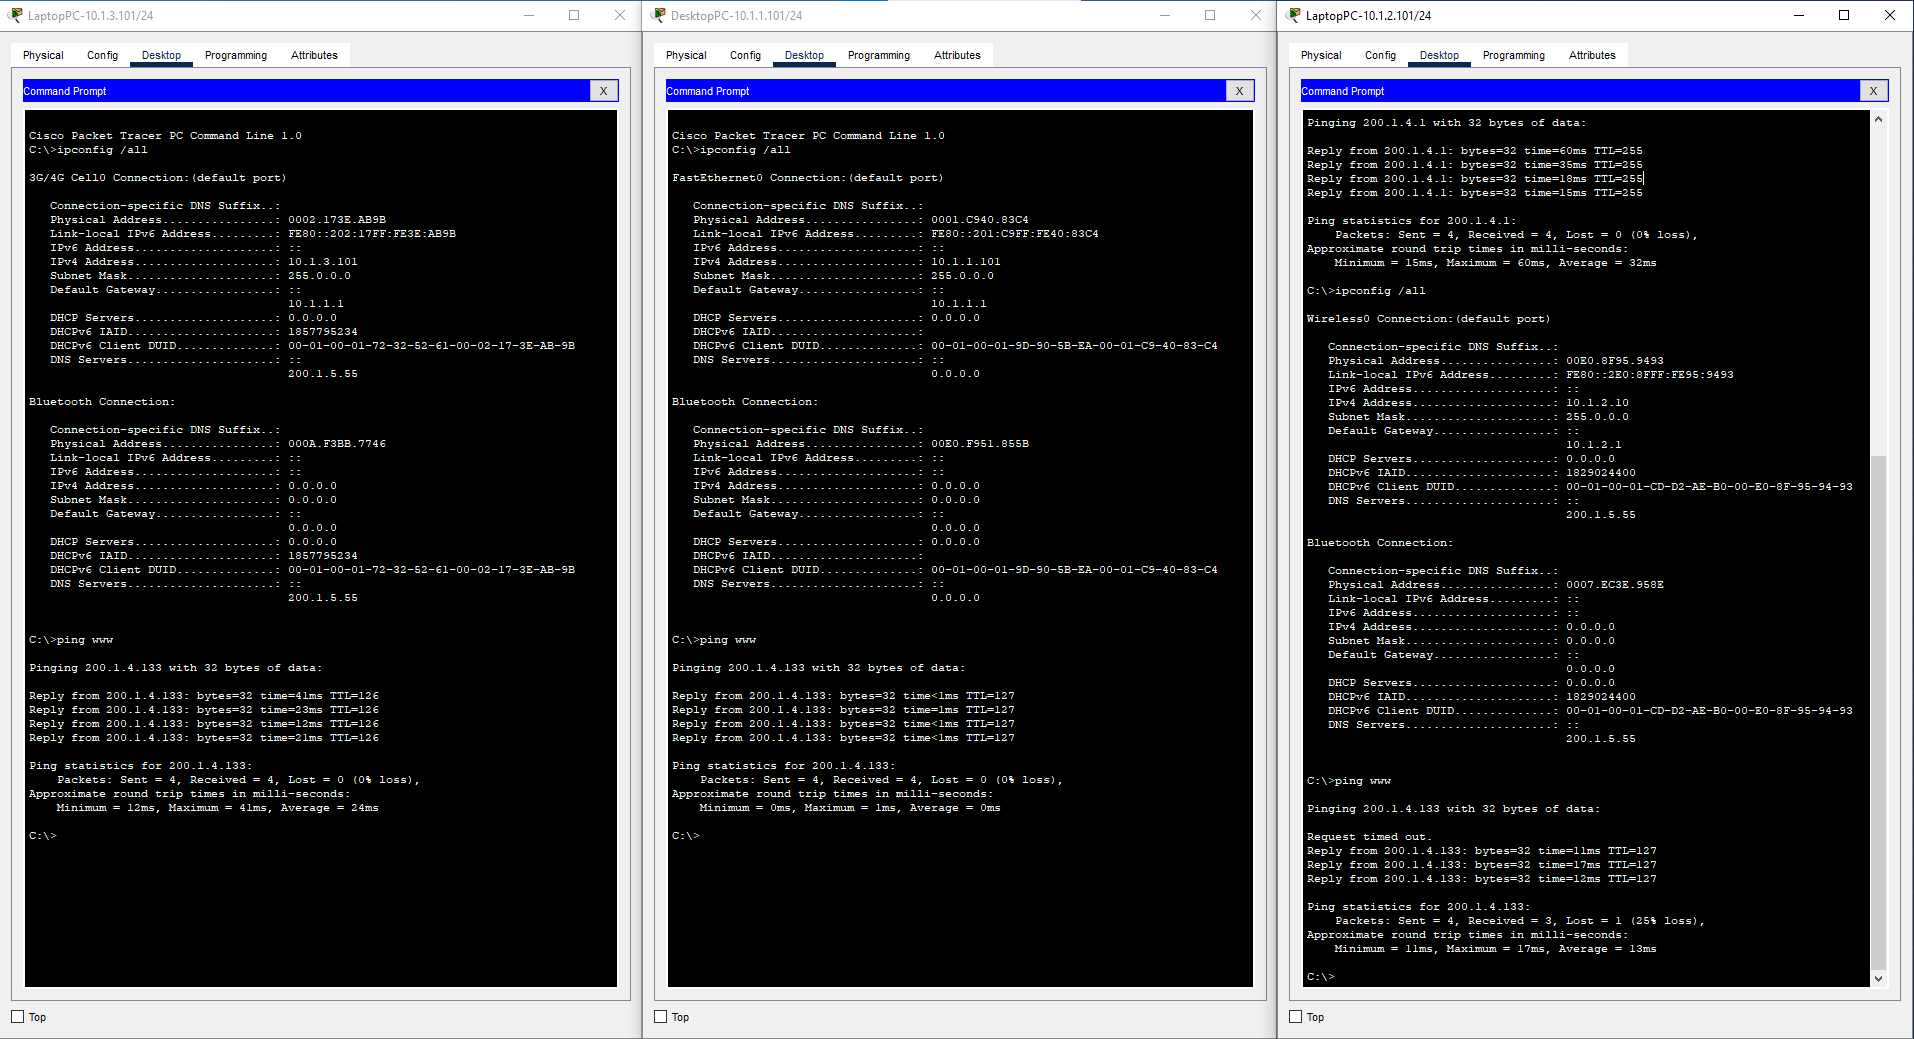 LaptopPC-10.1.3.101/24
Physical Config Desktop Programming Attributes
Command Prompt X
Cisco Packet Tracer PC Command Line 1.0
C:\>ipconfig /all
3G/4G Cell0 Connection:(default port)
Connection-specific DNS Suffix..:
Physical Address................: 0002.173E.AB9B
Link-local IPv6 Address.........: FE80::202:17FF:FE3E:AB9B
IPv6 Address....................: ::
IPv4 Address....................: 10.1.3.101
Subnet Mask.....................: 255.0.0.0
Default Gateway.................: ::
10.1.1.1
DHCP Servers....................: 0.0.0.0
DHCPv6 IAID.....................: 1857795234
DHCPv6 Client DUID..............: 00-01-00-01-72-32-52-61-00-02-17-3E-AB-9B
DNS Servers.....................: ::
200.1.5.55
Bluetooth Connection:
Connection-specific DNS Suffix..:
Physical Address................: 000A.F3BB.7746
Link-local IPv6 Address.........: ::
IPv6 Address....................: ::
IPv4 Address....................: 0.0.0.0
Subnet Mask.....................: 0.0.0.0
Default Gateway.................: ::
0.0.0.0
DHCP Servers....................: 0.0.0.0
DHCPv6 IAID.....................: 1857795234
DHCPv6 Client DUID..............: 00-01-00-01-72-32-52-61-00-02-17-3E-AB-9B
DNS Servers.....................: ::
200.1.5.55
C:\>ping www
Pinging 200.1.4.133 with 32 bytes of data:
Reply from 200.1.4.133: bytes=32 time=41ms TTL=126
Reply from 200.1.4.133: bytes=32 time=23ms TTL=126
Reply from 200.1.4.133: bytes=32 time=12ms TTL=126
Reply from 200.1.4.133: bytes=32 time=21ms TTL=126
Ping statistics for 200.1.4.133:
Packets: Sent = 4, Received = 4, Lost = 0 (0% loss),
Approximate round trip times in milli-seconds:
Minimum = 12ms, Maximum = 41ms, Average = 24ms
C:\>
Top
DesktopPC-10.1.1.101/24
Physical Config Desktop Programming Attributes
Command Prompt X
Cisco Packet Tracer PC Command Line 1.0
C:\>ipconfig /all
FastEthernet0 Connection:(default port)
Connection-specific DNS Suffix..:
Physical Address................: 0001.C940.83C4
Link-local IPv6 Address.........: FE80::201:C9FF:FE40:83C4
IPv6 Address....................: ::
IPv4 Address....................: 10.1.1.101
Subnet Mask.....................: 255.0.0.0
Default Gateway.................: ::
10.1.1.1
DHCP Servers....................: 0.0.0.0
DHCPv6 IAID.....................:
DHCPv6 Client DUID..............: 00-01-00-01-9D-90-5B-EA-00-01-C9-40-83-C4
DNS Servers.....................: ::
0.0.0.0
Bluetooth Connection:
Connection-specific DNS Suffix..:
Physical Address................: 00E0.F951.855B
Link-local IPv6 Address.........: ::
IPv6 Address....................: ::
IPv4 Address....................: 0.0.0.0
Subnet Mask.....................: 0.0.0.0
Default Gateway.................: ::
0.0.0.0
DHCP Servers....................: 0.0.0.0
DHCPv6 IAID.....................:
DHCPv6 Client DUID..............: 00-01-00-01-9D-90-5B-EA-00-01-C9-40-83-C4
DNS Servers.....................: ::
0.0.0.0
C:\>ping www
Pinging 200.1.4.133 with 32 bytes of data:
Reply from 200.1.4.133: bytes=32 time<1ms TTL=127
Reply from 200.1.4.133: bytes=32 time=1ms TTL=127
Reply from 200.1.4.133: bytes=32 time<1ms TTL=127
Reply from 200.1.4.133: bytes=32 time<1ms TTL=127
Ping statistics for 200.1.4.133:
Packets: Sent = 4, Received = 4, Lost = 0 (0% loss),
Approximate round trip times in milli-seconds:
Minimum = 0ms, Maximum = 1ms, Average = 0ms
C:\>
Top
LaptopPC-10.1.2.101/24
Physical Config Desktop Programming Attributes
Command Prompt X
Pinging 200.1.4.1 with 32 bytes of data:
Reply from 200.1.4.1: bytes=32 time=60ms TTL=255
Reply from 200.1.4.1: bytes=32 time=35ms TTL=255
Reply from 200.1.4.1: bytes=32 time=18ms TTL=255
Reply from 200.1.4.1: bytes=32 time=15ms TTL=255
Ping statistics for 200.1.4.1:
Packets: Sent = 4, Received = 4, Lost = 0 (0% loss),
Approximate round trip times in milli-seconds:
Minimum = 15ms, Maximum = 60ms, Average = 32ms
C:\>ipconfig /all
Wireless0 Connection:(default port)
Connection-specific DNS Suffix..:
Physical Address................: 00E0.8F95.9493
Link-local IPv6 Address.........: FE80::2E0:8FFF:FE95:9493
IPv6 Address....................: ::
IPv4 Address....................: 10.1.2.10
Subnet Mask.....................: 255.0.0.0
Default Gateway.................: ::
10.1.2.1
DHCP Servers....................: 0.0.0.0
DHCPv6 IAID.....................: 1829024400
DHCPv6 Client DUID..............: 00-01-00-01-CD-D2-AE-B0-00-E0-8F-95-94-93
DNS Servers.....................: ::
200.1.5.55
Bluetooth Connection:
Connection-specific DNS Suffix..:
Physical Address................: 0007.EC3E.958E
Link-local IPv6 Address.........: ::
IPv6 Address....................: ::
IPv4 Address....................: 0.0.0.0
Subnet Mask.....................: 0.0.0.0
Default Gateway.................: ::
0.0.0.0
DHCP Servers....................: 0.0.0.0
DHCPv6 IAID.....................: 1829024400
DHCPv6 Client DUID..............: 00-01-00-01-CD-D2-AE-B0-00-E0-8F-95-94-93
DNS Servers.....................: ::
200.1.5.55
C:\>ping www
Pinging 200.1.4.133 with 32 bytes of data:
Request timed out.
Reply from 200.1.4.133: bytes=32 time=11ms TTL=127
Reply from 200.1.4.133: bytes=32 time=17ms TTL=127
Reply from 200.1.4.133: bytes=32 time=12ms TTL=127
Ping statistics for 200.1.4.133:
Packets: Sent = 4, Received = 3, Lost = 1 (25% loss),
Approximate round trip times in milli-seconds:
Minimum = 11ms, Maximum = 17ms, Average = 13ms
C:\>
Top